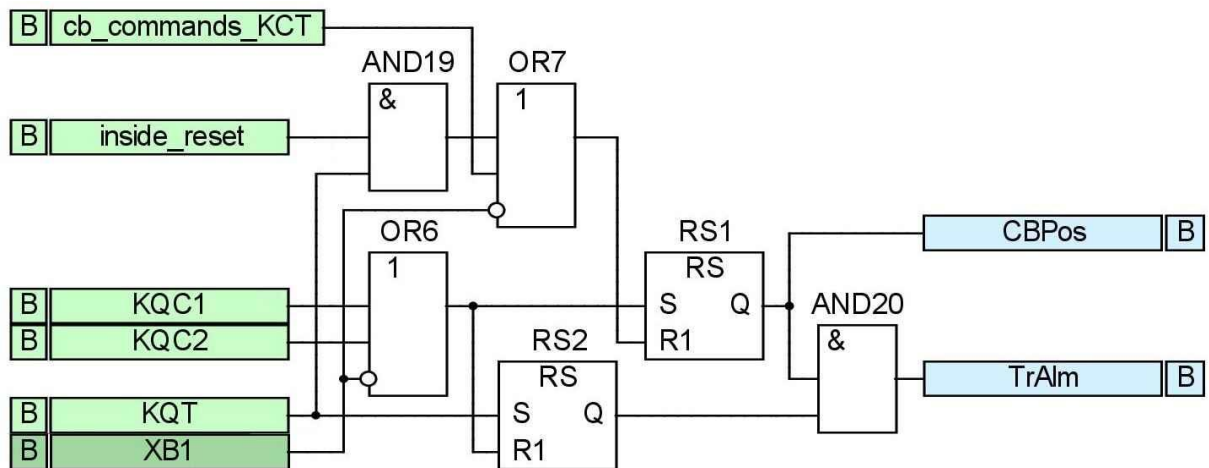 B cb_commands_KCT
AND19 OR7
& 1
B inside_reset
OR6 RS1
1 RS
CBPos B
B KQC1
S Q
AND20
B KQC2
R1
RS2
&
RS
TrAlm B
B KQT
S Q
B XB1
R1